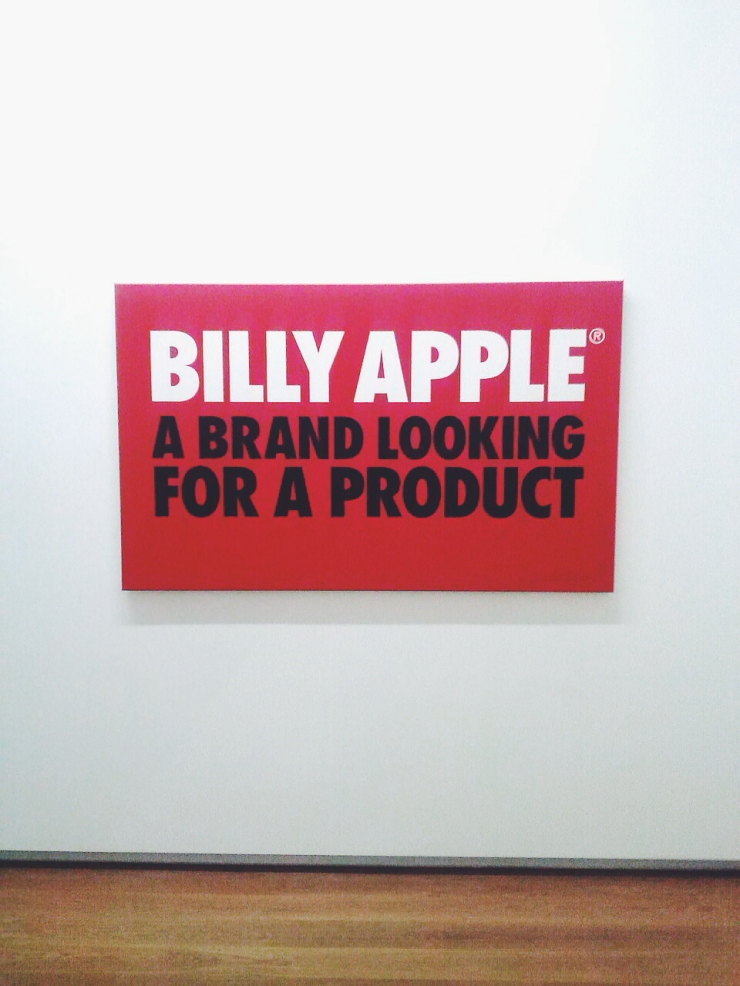 BILLY APPLE®
A BRAND LOOKING
FOR A PRODUCT